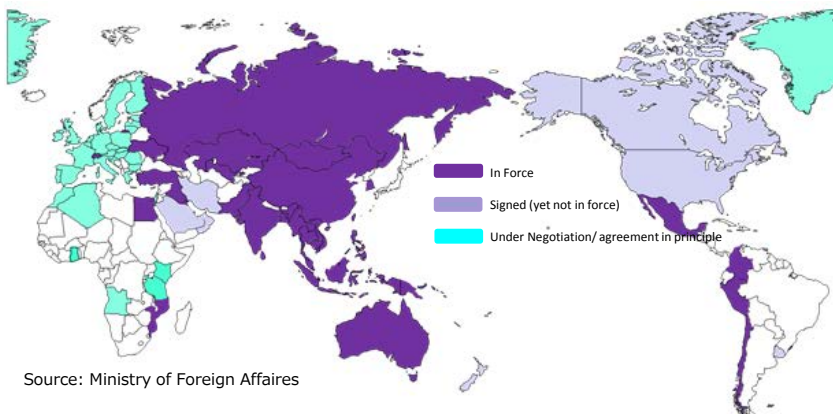 In Force
Signed (yet not in force)
Under Negotiation/ agreement in principle
Source: Ministry of Foreign Affaires